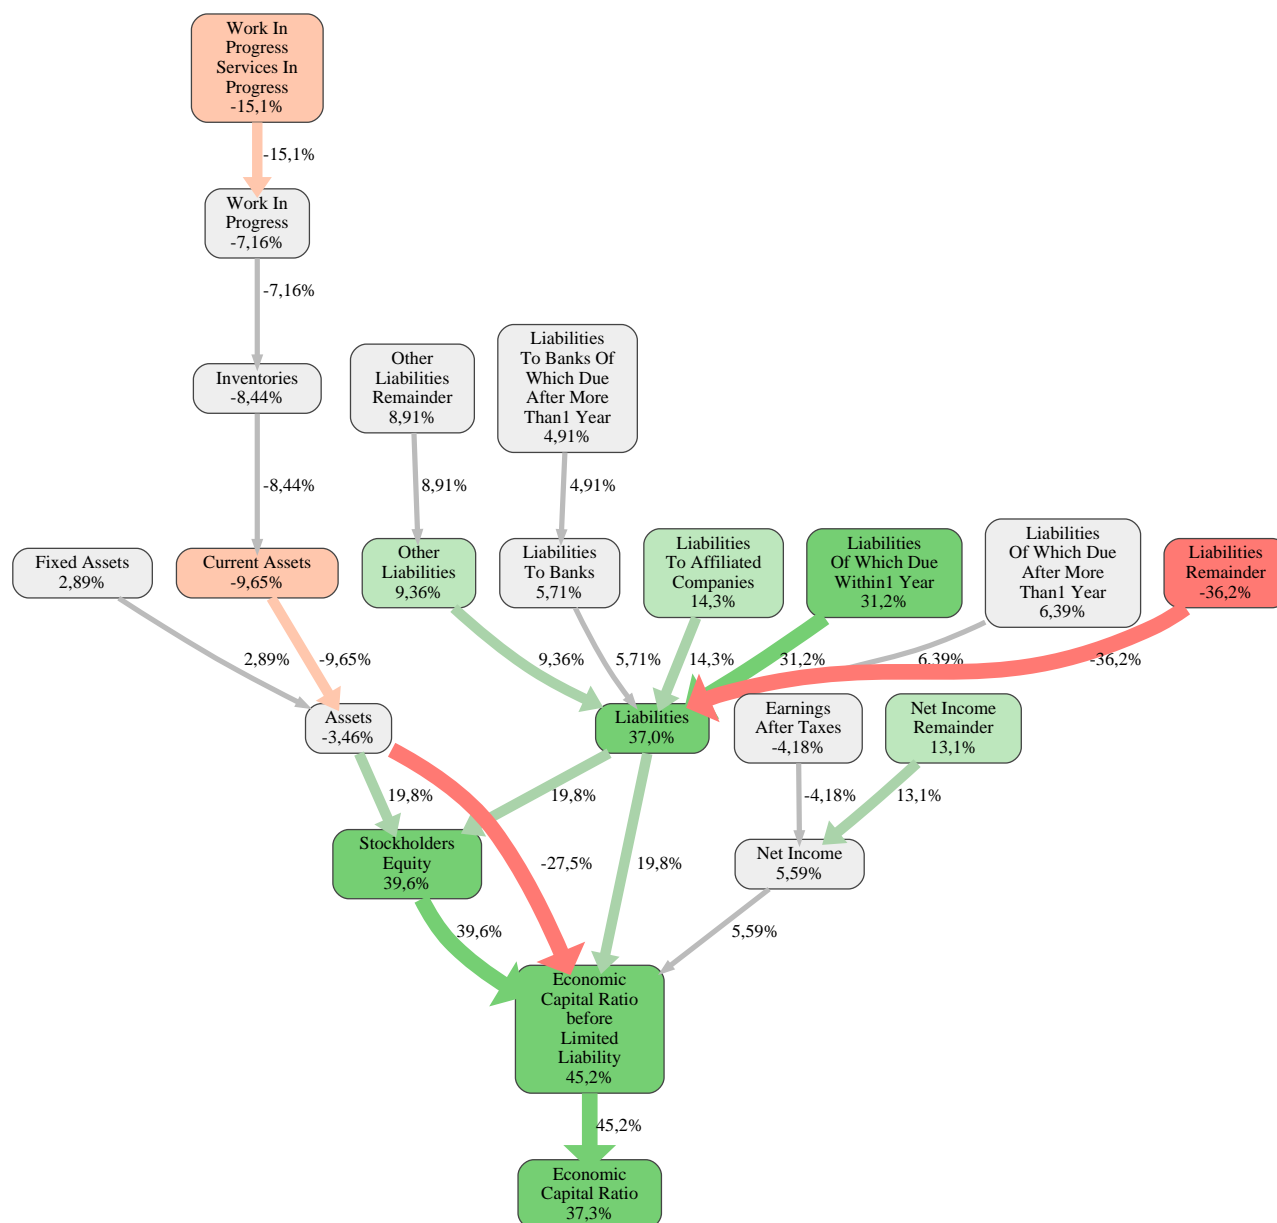 Work In
Progress
Services In
Progress
-15,1%
-15,1%
Work In
Progress
-7,16%
-7,16%
Inventories
-8,44%
Other
Liabilities
Remainder
8,91%
Liabilities
To Banks Of
Which Due
After More
Than1 Year
4,91%
-8,44%
8,91%
4,91%
Fixed Assets
2,89%
Current Assets
-9,65%
Other
Liabilities
9,36%
Liabilities
To Banks
5,71%
Liabilities
To Affiliated
Companies
14,3%
Liabilities
Of Which Due
Within1 Year
31,2%
Liabilities
Of Which Due
After More
Than1 Year
6,39%
Liabilities
Remainder
-36,2%
2,89%
-9,65%
9,36%
5,71%
14,3%
31,2%
6,39%
-36,2%
Assets
-3,46%
Liabilities
37,0%
Earnings
After Taxes
-4,18%
Net Income
Remainder
13,1%
19,8%
19,8%
-4,18%
13,1%
Stockholders
Equity
39,6%
-27,5%
19,8%
Net Income
5,59%
39,6%
5,59%
Economic
Capital Ratio
before
Limited
Liability
45,2%
45,2%
Economic
Capital Ratio
37,3%